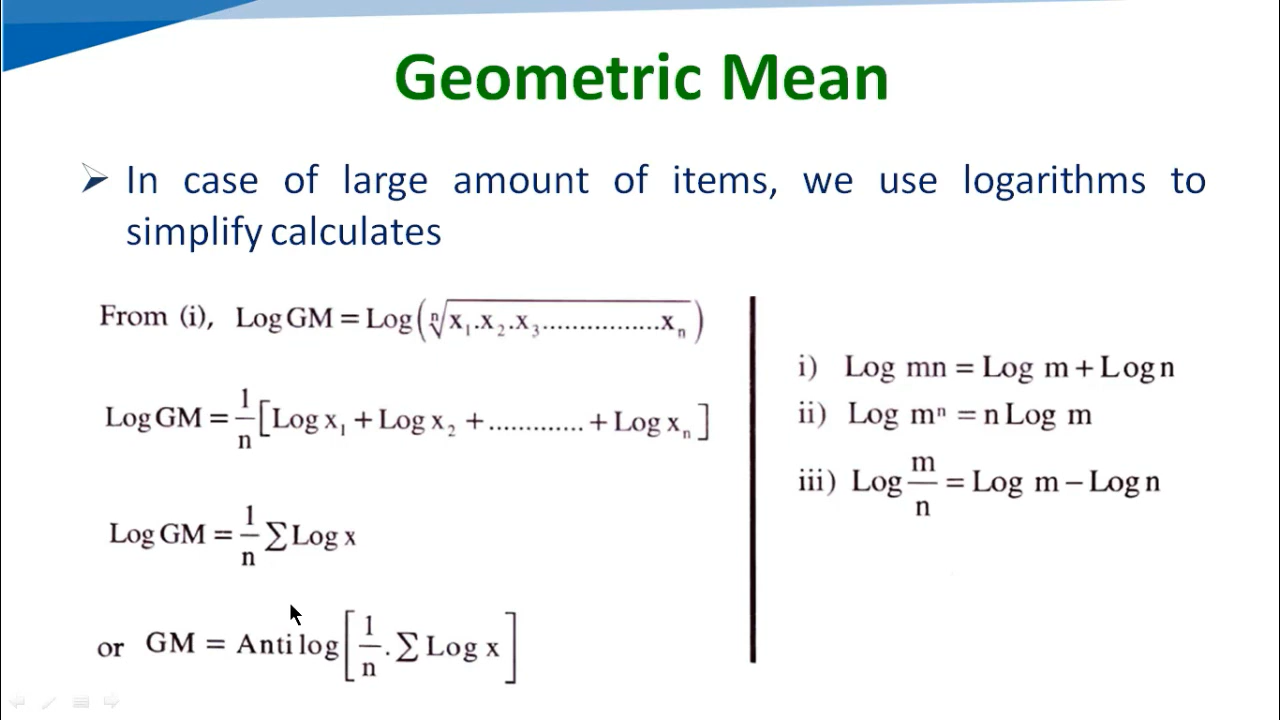 Geometric Mean
➢ In case of large amount of items, we use logarithms to
simplify calculates
From (i), Log GM = Log(ⁿ√x₁.x₂.x₃.................xₙ)
Log GM = 1/n [Log x₁ + Log x₂ + ............. + Log xₙ]
Log GM = 1/n ∑ Log x
or GM = Anti log[1/n . ∑ Log x]
i) Log mn = Log m + Log n
ii) Log mⁿ = n Log m
iii) Log m/n = Log m – Log n